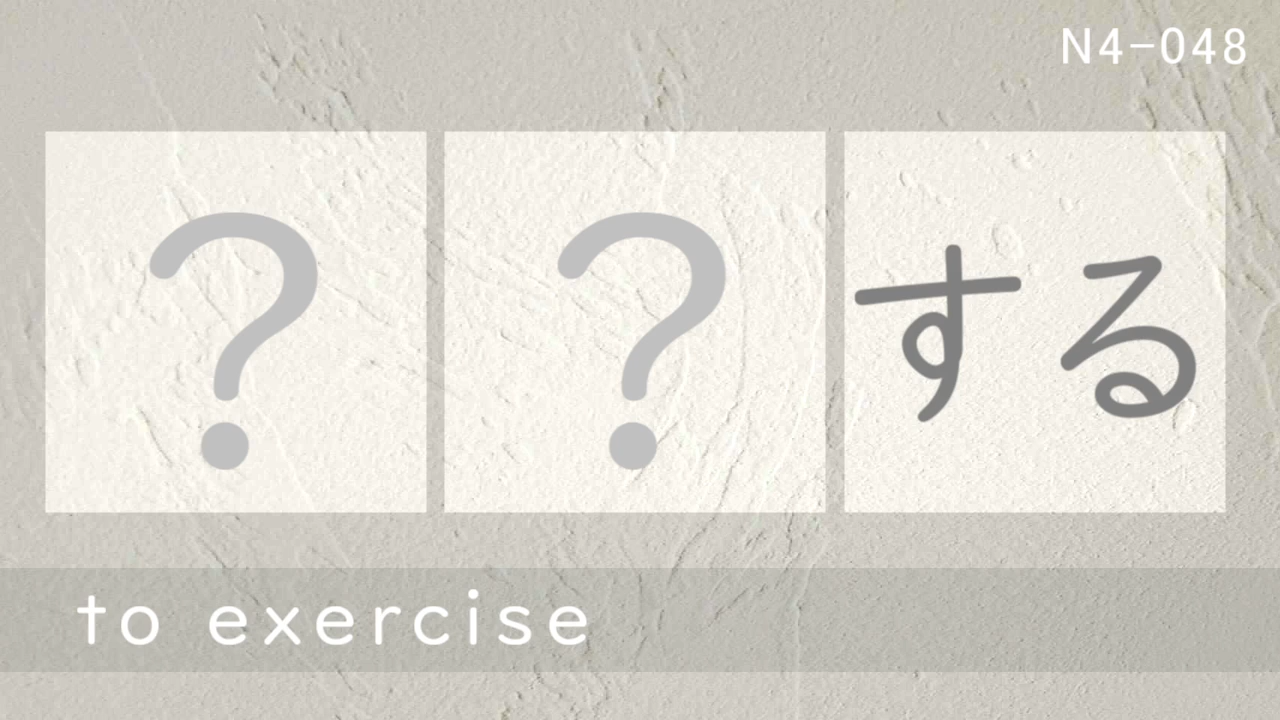 N4-048
? ? する
to exercise